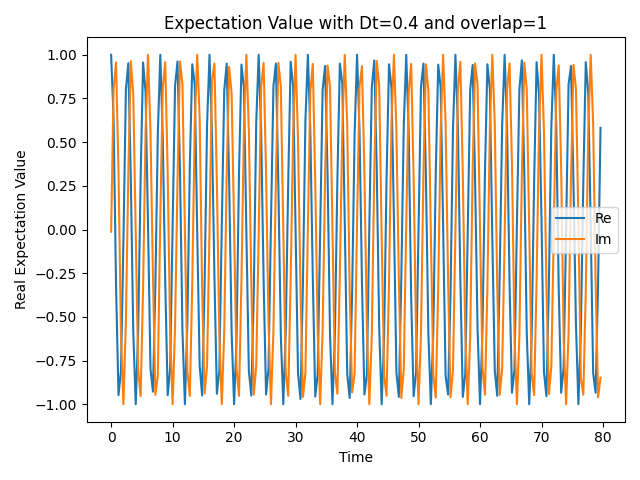 Expectation Value with Dt=0.4 and overlap=1
Real Expectation Value
1.00
0.75
0.50
0.25
0.00
−0.25
−0.50
−0.75
−1.00
Re
Im
0 10 20 30 40 50 60 70 80
Time